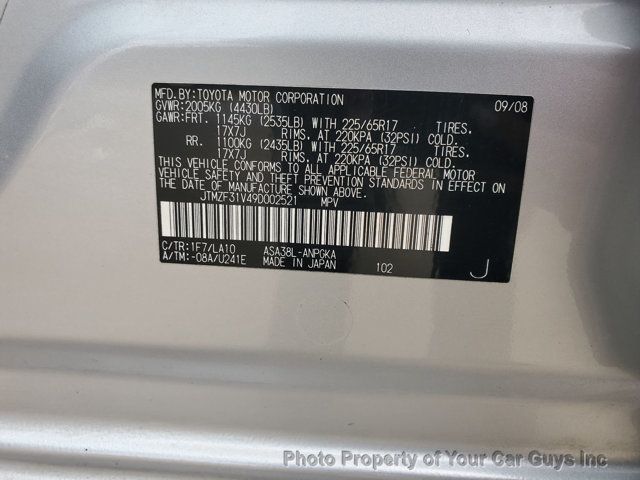 MFD.BY:TOYOTA MOTOR CORPORATION 09/08
GVWR:2005KG (4430LB)
GAWR:FRT. 1145KG (2535LB) WITH 225/65R17 TIRES,
17X7J RIMS, AT 220KPA (32PSI) COLD.
RR. 1100KG (2435LB) WITH 225/65R17 TIRES,
17X7J RIMS, AT 220KPA (32PSI) COLD.
THIS VEHICLE CONFORMS TO ALL APPLICABLE FEDERAL MOTOR
VEHICLE SAFETY, BUMPER, AND THEFT PREVENTION STANDARDS IN EFFECT ON
THE DATE OF MANUFACTURE SHOWN ABOVE.
JTMZF31V49D002521 MPV
C/TR:1F7/LA10 ASA38L-ANPGKA
A/TM:-08A/U241E MADE IN JAPAN 102 J
Photo Property of Your Car Guys Inc